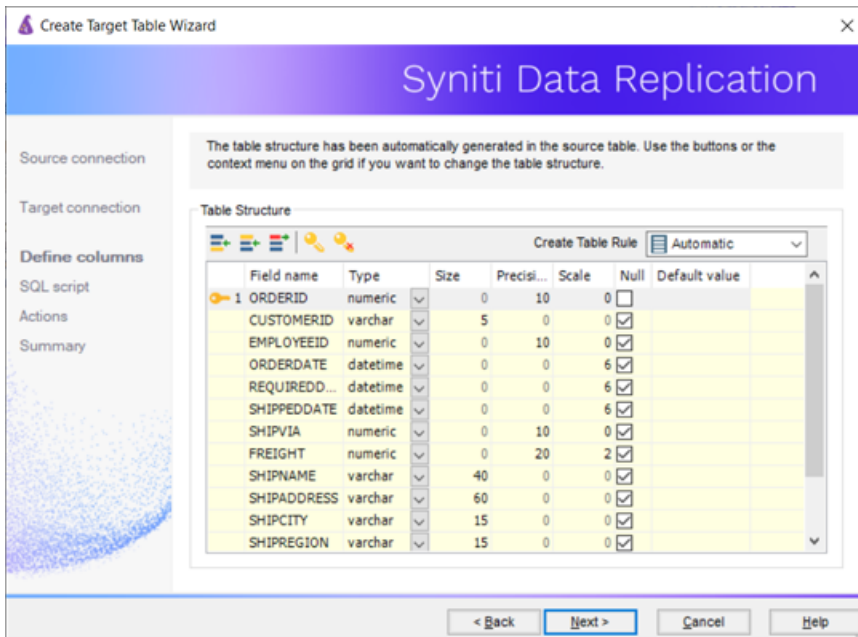 Create Target Table Wizard
Syniti Data Replication
Source connection
Target connection
Define columns
SQL script
Actions
Summary
The table structure has been automatically generated in the source table. Use the buttons or the
context menu on the grid if you want to change the table structure.
Table Structure
Create Table Rule Automatic
Field name Type Size Precisi... Scale Null Default value
1 ORDERID numeric 0 10 0
CUSTOMERID varchar 5 0 0
EMPLOYEEID numeric 0 10 0
ORDERDATE datetime 0 0 6
REQUIREDD... datetime 0 0 6
SHIPPEDDATE datetime 0 0 6
SHIPVIA numeric 0 10 0
FREIGHT numeric 0 20 2
SHIPNAME varchar 40 0 0
SHIPADDRESS varchar 60 0 0
SHIPCITY varchar 15 0 0
SHIPREGION varchar 15 0 0
< Back Next > Cancel Help